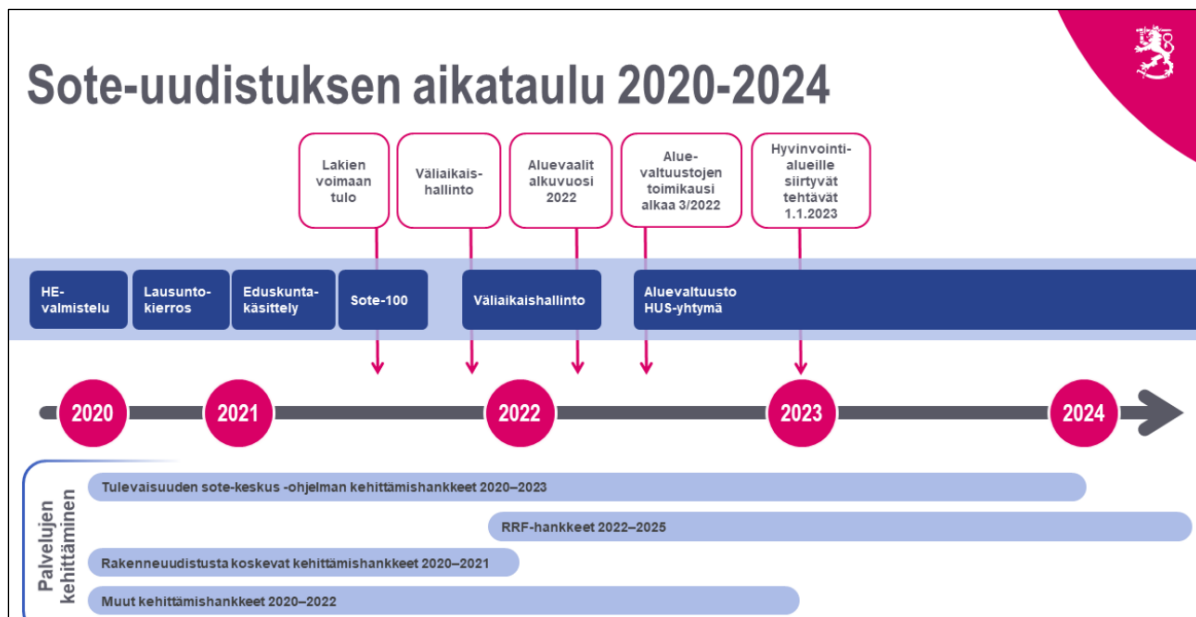 Sote-uudistuksen aikataulu 2020-2024
Lakien
voimaan
tulo
Väliaikais-
hallinto
Aluevaalit
alkuvuosi
2022
Alue-
valtuustojen
toimikausi
alkaa 3/2022
Hyvinvointi-
alueille
siirtyvät
tehtävät
1.1.2023
HE-
valmistelu
Lausunto-
kierros
Eduskunta-
käsittely
Sote-100
Väliaikaishallinto
Aluevaltuusto
HUS-yhtymä
2020
2021
2022
2023
2024
Palvelujen
kehittäminen
Tulevaisuuden sote-keskus -ohjelman kehittämishankkeet 2020–2023
RRF-hankkeet 2022–2025
Rakenneuudistusta koskevat kehittämishankkeet 2020–2021
Muut kehittämishankkeet 2020–2022